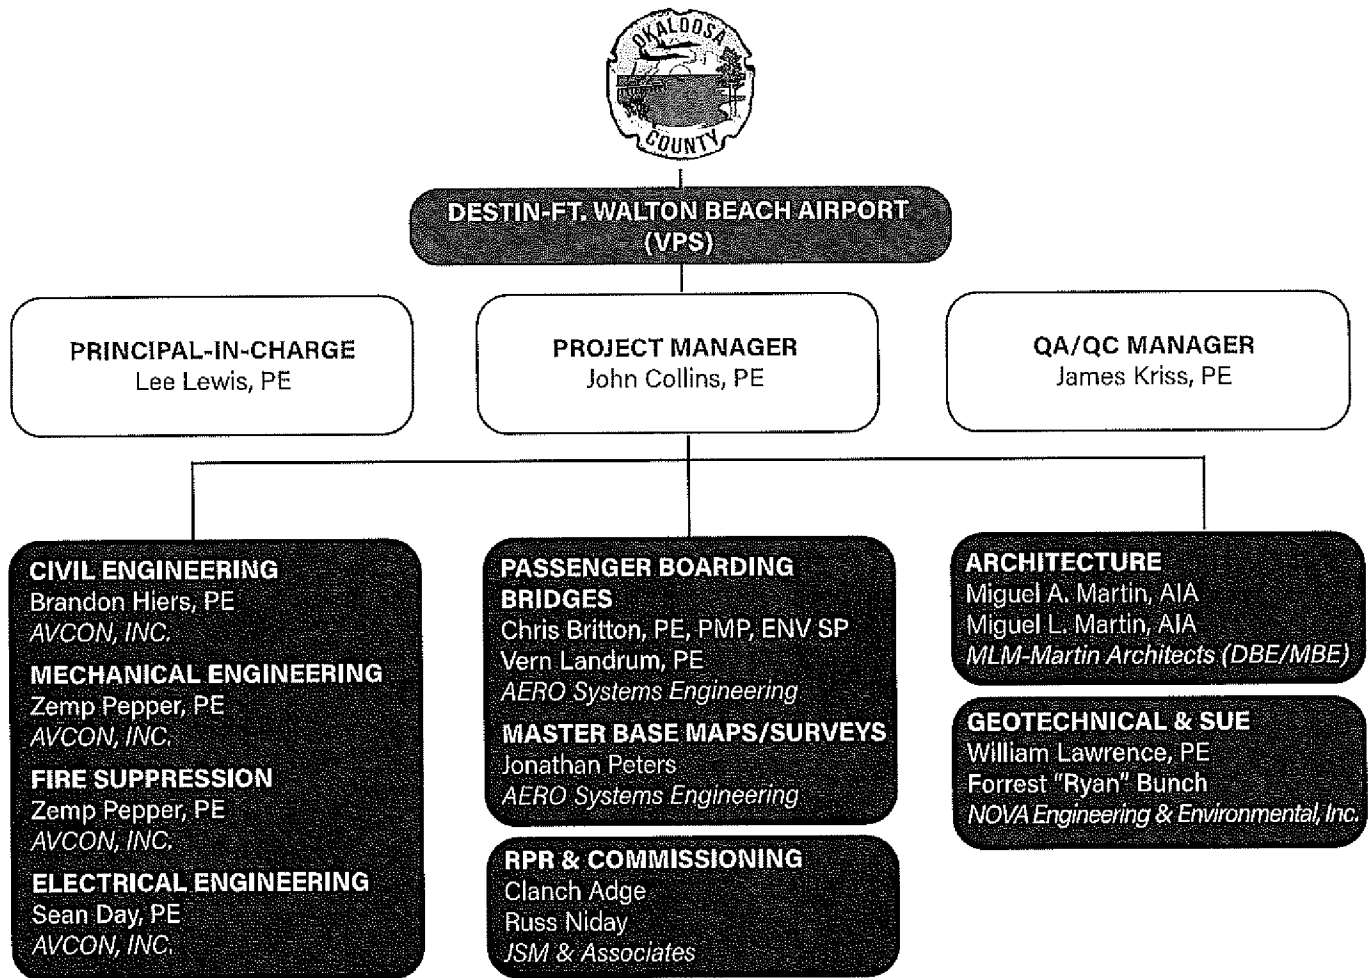 OKALOOSA
COUNTY
DESTIN-FT. WALTON BEACH AIRPORT
(VPS)
PRINCIPAL-IN-CHARGE
Lee Lewis, PE
PROJECT MANAGER
John Collins, PE
QA/QC MANAGER
James Kriss, PE
CIVIL ENGINEERING
Brandon Hiers, PE
AVCON, INC.
MECHANICAL ENGINEERING
Zemp Pepper, PE
AVCON, INC.
FIRE SUPPRESSION
Zemp Pepper, PE
AVCON, INC.
ELECTRICAL ENGINEERING
Sean Day, PE
AVCON, INC.
PASSENGER BOARDING
BRIDGES
Chris Britton, PE, PMP, ENV SP
Vern Landrum, PE
AERO Systems Engineering
MASTER BASE MAPS/SURVEYS
Jonathan Peters
AERO Systems Engineering
RPR & COMMISSIONING
Clanch Adge
Russ Niday
JSM & Associates
ARCHITECTURE
Miguel A. Martin, AIA
Miguel L. Martin, AIA
MLM-Martin Architects (DBE/MBE)
GEOTECHNICAL & SUE
William Lawrence, PE
Forrest "Ryan" Bunch
NOVA Engineering & Environmental, Inc.